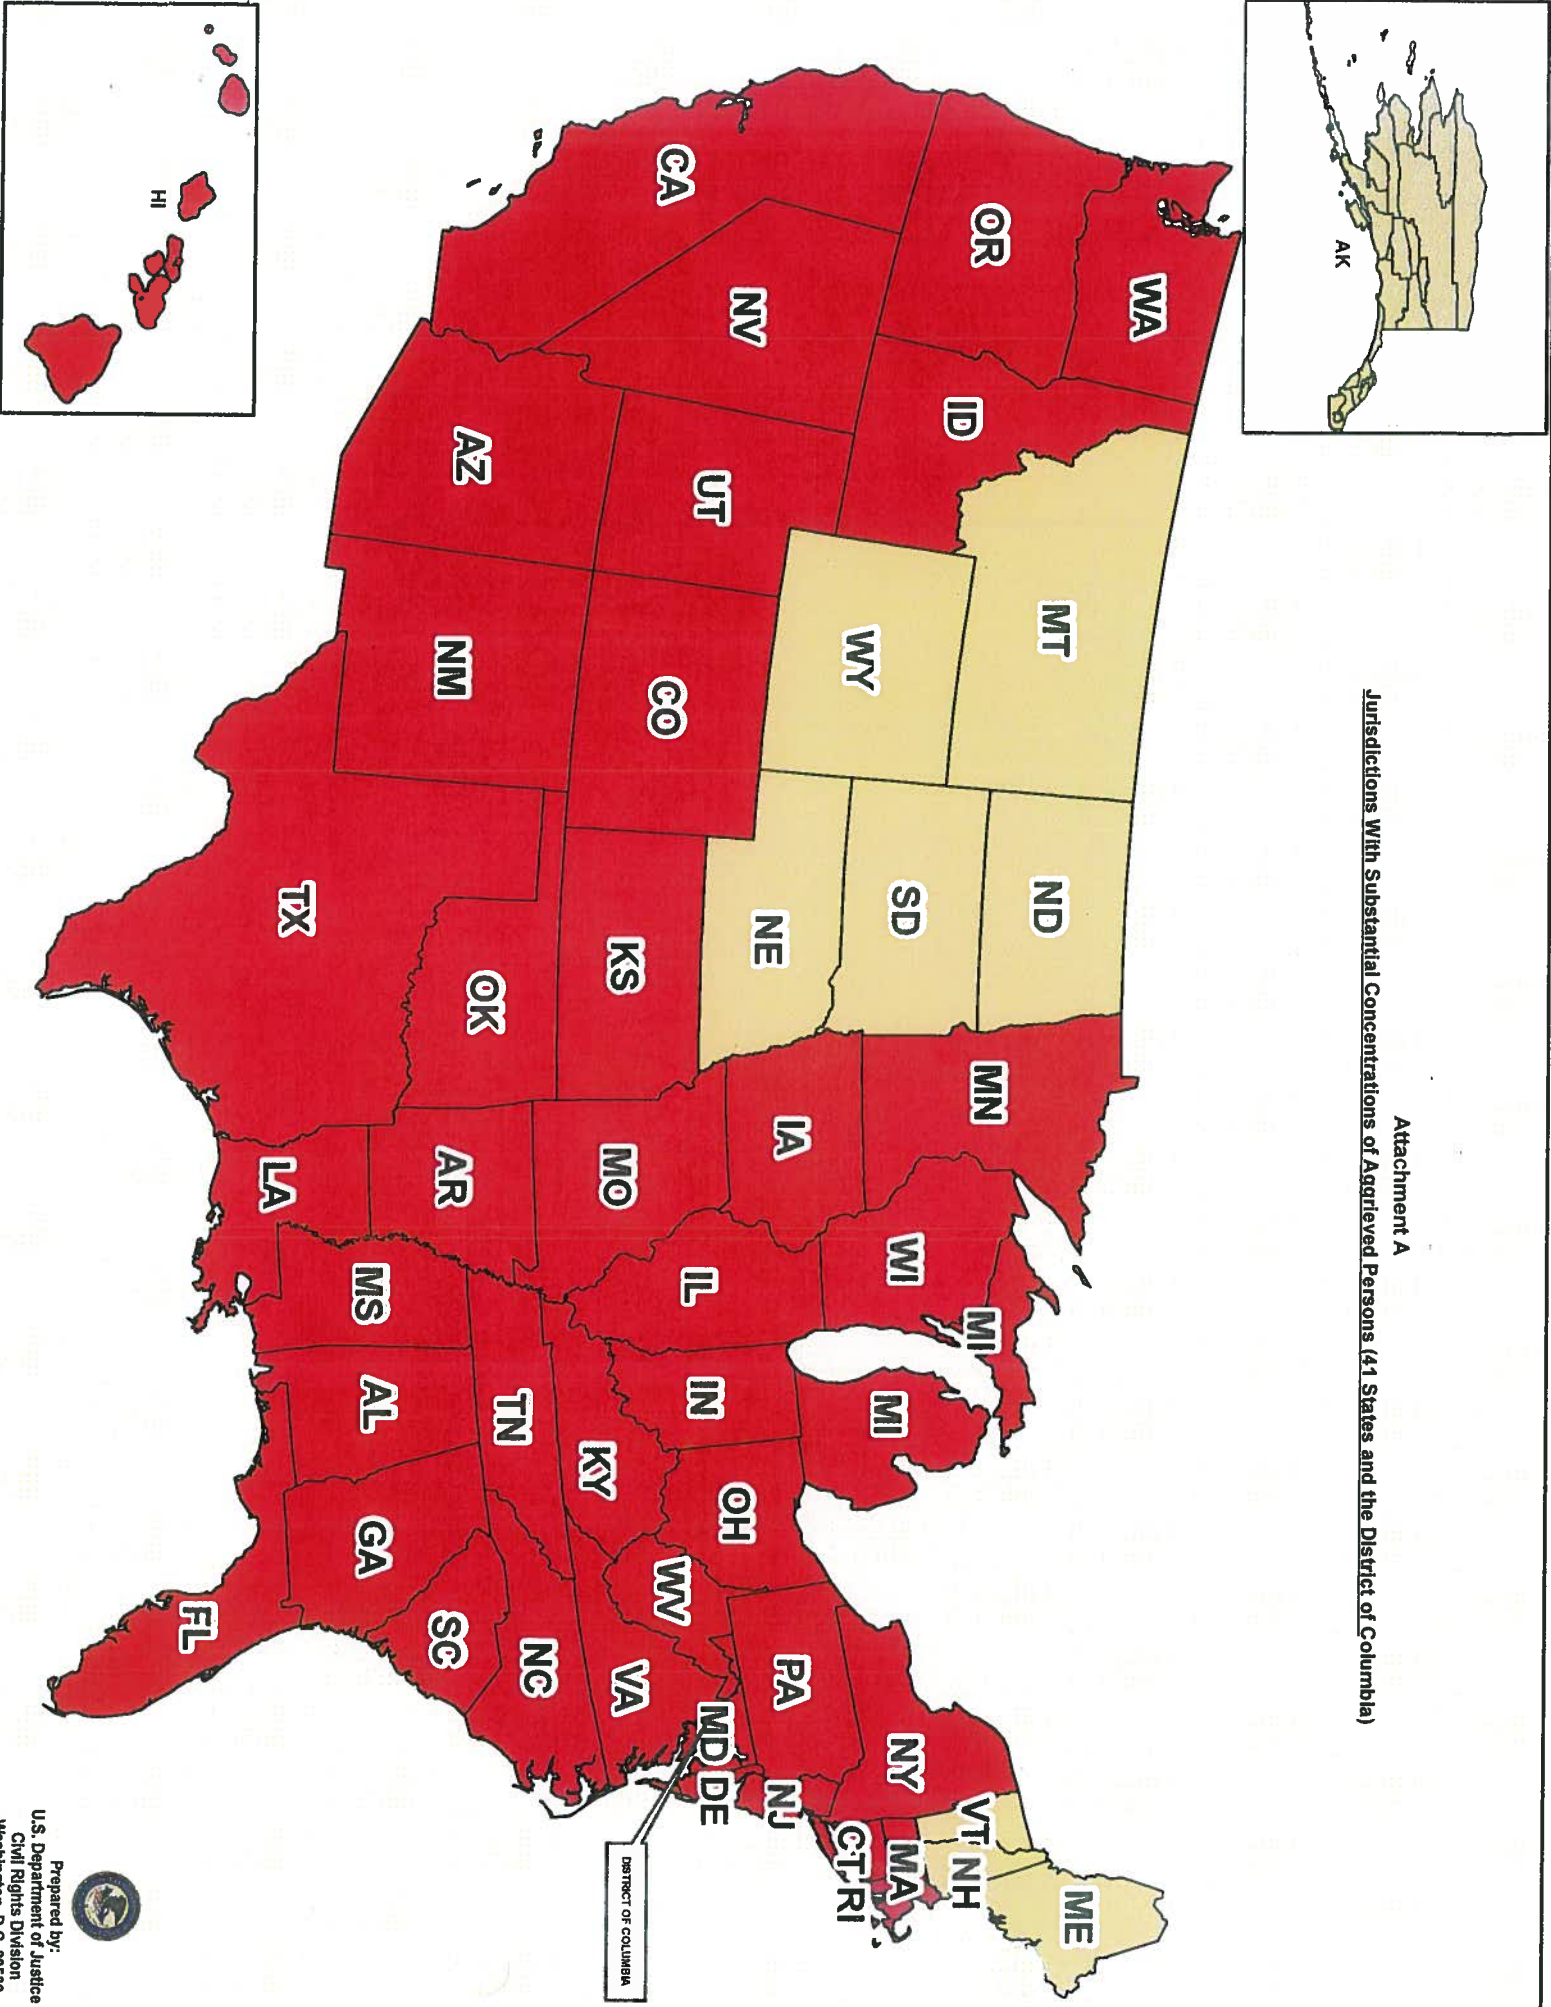 Attachment A
Jurisdictions With Substantial Concentrations of Aggrieved Persons (41 States and the District of Columbia)
AK
WA
MT
ND
MN
ME
OR
ID
WY
SD
WI
MI
MI
VT
NH
NY
MA
CT
RI
NV
UT
CO
NE
IA
IL
IN
OH
PA
NJ
CA
AZ
NM
KS
MO
KY
WV
VA
MD
DE
DISTRICT OF COLUMBIA
OK
AR
TN
NC
TX
LA
MS
AL
GA
SC
FL
HI
Prepared by:
U.S. Department of Justice
Civil Rights Division